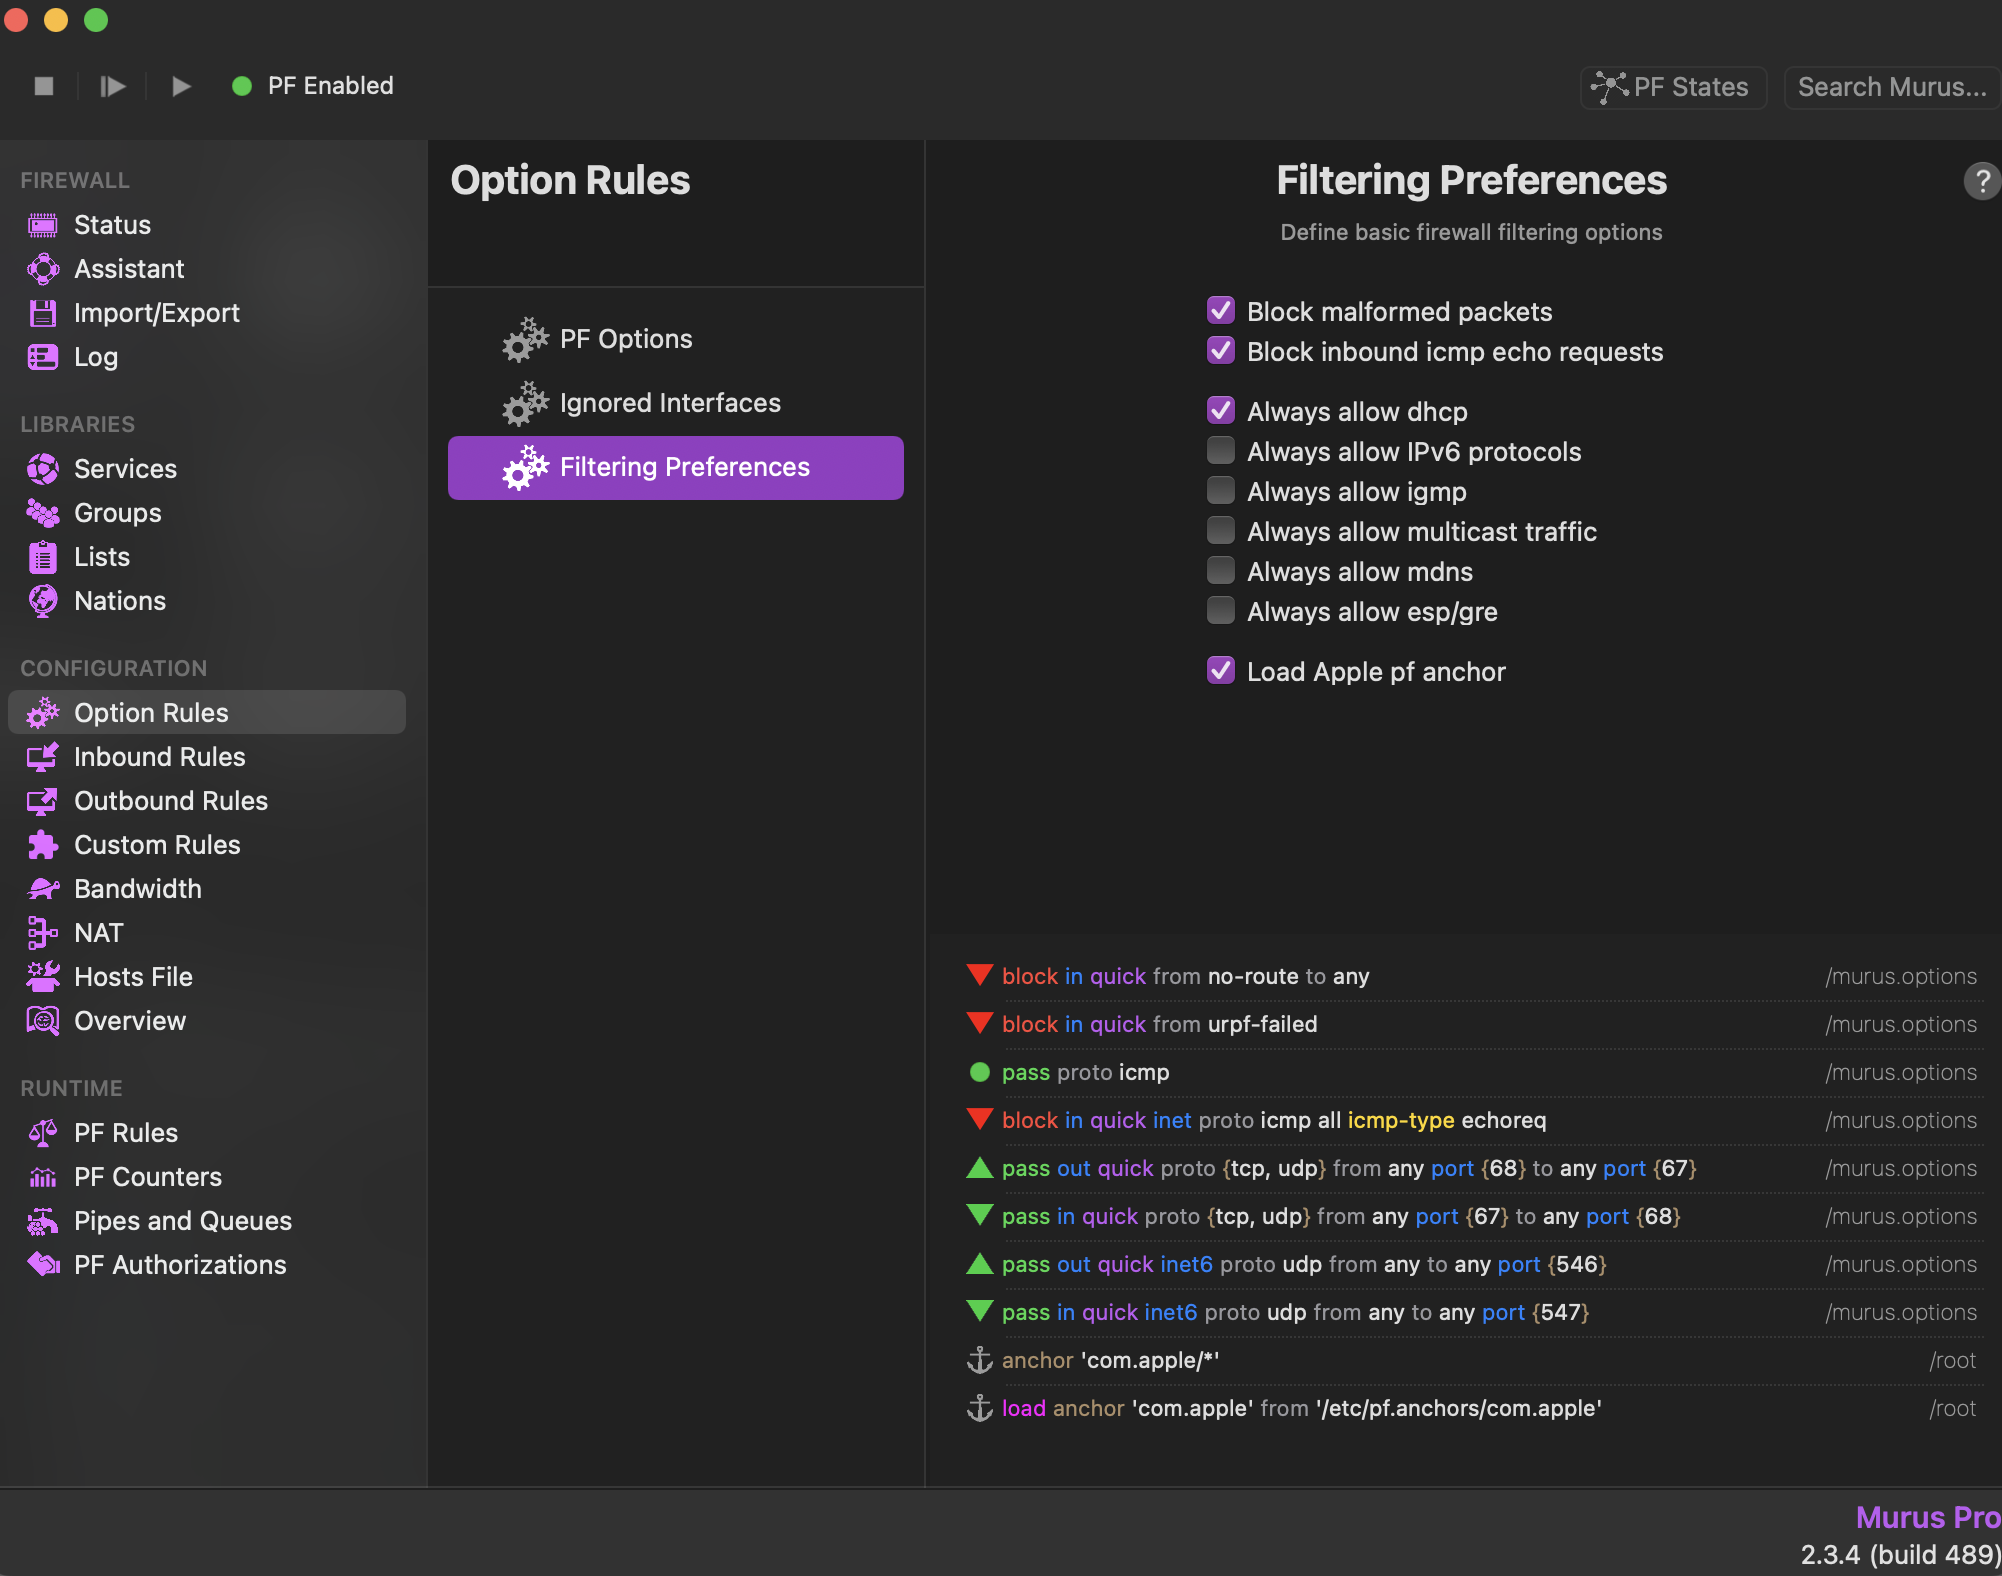 PF Enabled
PF States
Search Murus...
FIREWALL
Status
Assistant
Import/Export
Log
LIBRARIES
Services
Groups
Lists
Nations
CONFIGURATION
Option Rules
Inbound Rules
Outbound Rules
Custom Rules
Bandwidth
NAT
Hosts File
Overview
RUNTIME
PF Rules
PF Counters
Pipes and Queues
PF Authorizations
Option Rules
PF Options
Ignored Interfaces
Filtering Preferences
Filtering Preferences
?
Define basic firewall filtering options
Block malformed packets
Block inbound icmp echo requests
Always allow dhcp
Always allow IPv6 protocols
Always allow igmp
Always allow multicast traffic
Always allow mdns
Always allow esp/gre
Load Apple pf anchor
block in quick from no-route to any /murus.options
block in quick from urpf-failed /murus.options
pass proto icmp /murus.options
block in quick inet proto icmp all icmp-type echoreq /murus.options
pass out quick proto {tcp, udp} from any port {68} to any port {67} /murus.options
pass in quick proto {tcp, udp} from any port {67} to any port {68} /murus.options
pass out quick inet6 proto udp from any to any port {546} /murus.options
pass in quick inet6 proto udp from any to any port {547} /murus.options
anchor 'com.apple/*' /root
load anchor 'com.apple' from '/etc/pf.anchors/com.apple' /root
Murus Pro
2.3.4 (build 489)